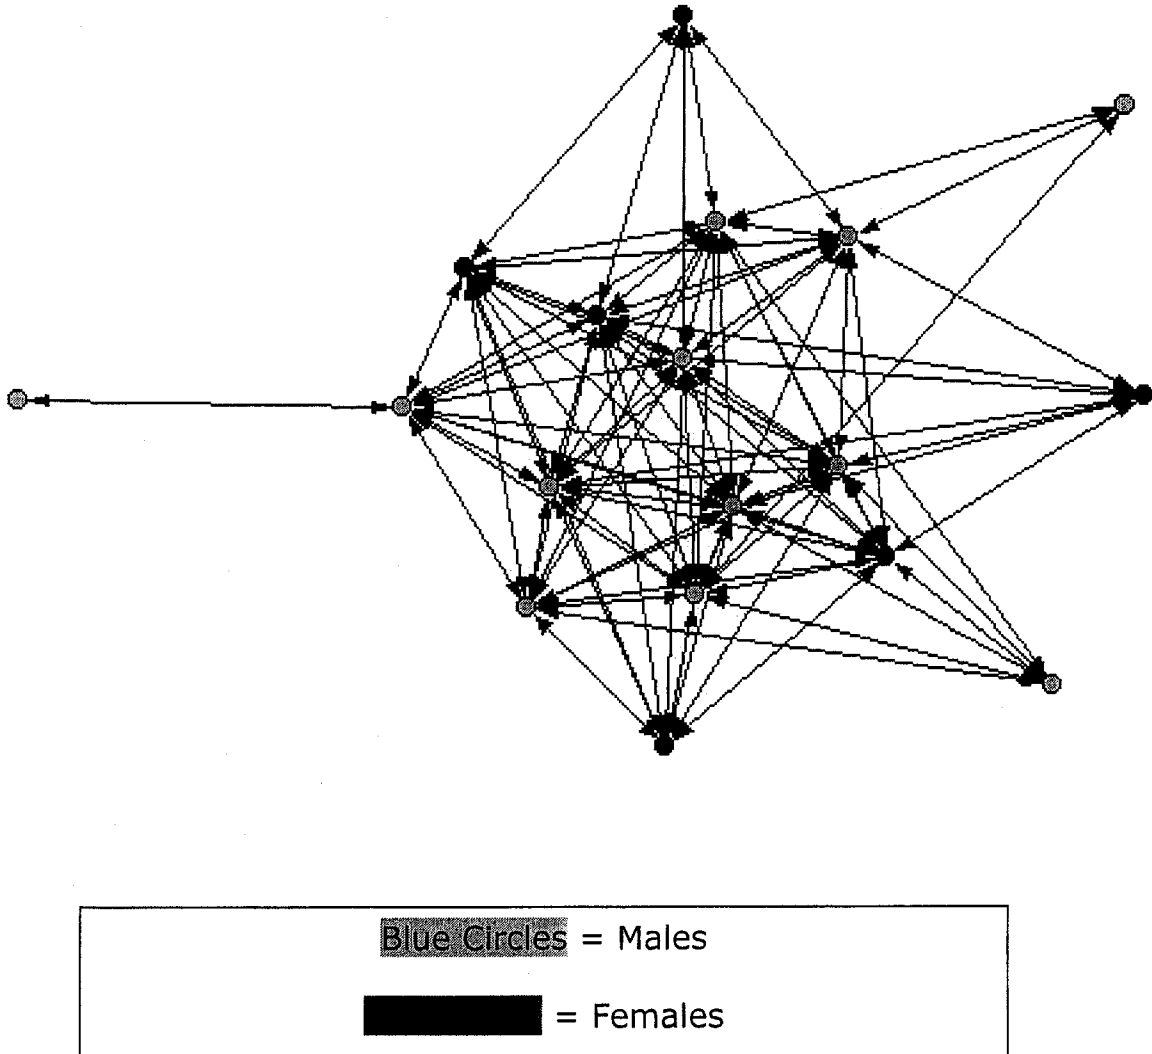 Blue Circles = Males
= Females